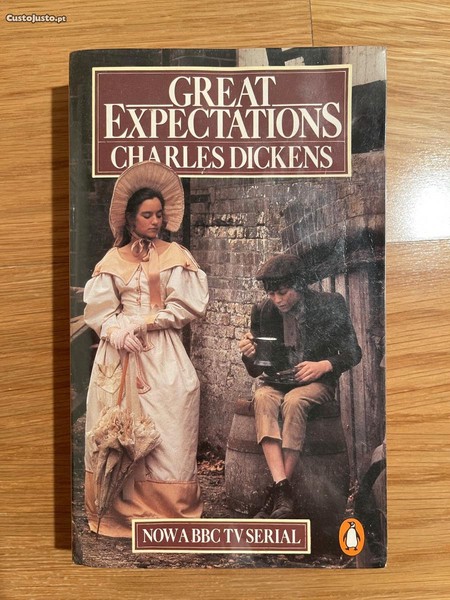 CustoJusto.pt
GREAT
EXPECTATIONS
CHARLES DICKENS
NOW A BBC TV SERIAL